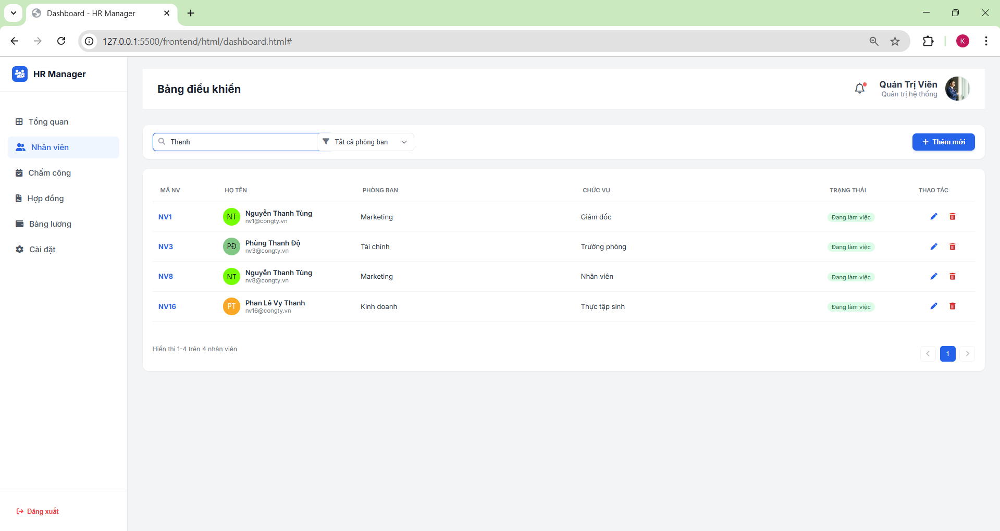 Dashboard - HR Manager
127.0.0.1:5500/frontend/html/dashboard.html#
K
HR Manager
Bảng điều khiển
Quản Trị Viên
Quản trị hệ thống
Tổng quan
Nhân viên
Chấm công
Hợp đồng
Bảng lương
Cài đặt
Đăng xuất
Thanh
Tất cả phòng ban
+ Thêm mới
MÃ NV HỌ TÊN PHÒNG BAN CHỨC VỤ TRẠNG THÁI THAO TÁC
NV1 NT Nguyễn Thanh Tùng Marketing Giám đốc Đang làm việc
nv1@congty.vn
NV3 PĐ Phùng Thanh Độ Tài chính Trưởng phòng Đang làm việc
nv3@congty.vn
NV8 NT Nguyễn Thanh Tùng Marketing Nhân viên Đang làm việc
nv8@congty.vn
NV16 PT Phan Lê Vy Thanh Kinh doanh Thực tập sinh Đang làm việc
nv16@congty.vn
Hiển thị 1-4 trên 4 nhân viên
1